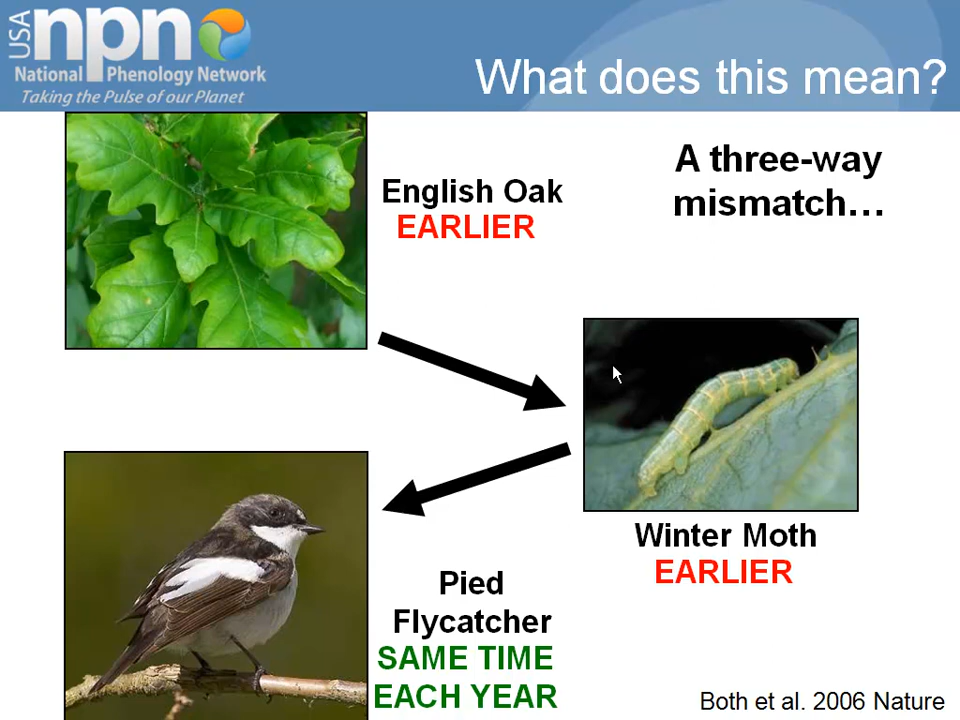 USA npn
National Phenology Network
Taking the Pulse of our Planet
What does this mean?
English Oak
EARLIER
A three-way
mismatch…
Winter Moth
EARLIER
Pied
Flycatcher
SAME TIME
EACH YEAR
Both et al. 2006 Nature